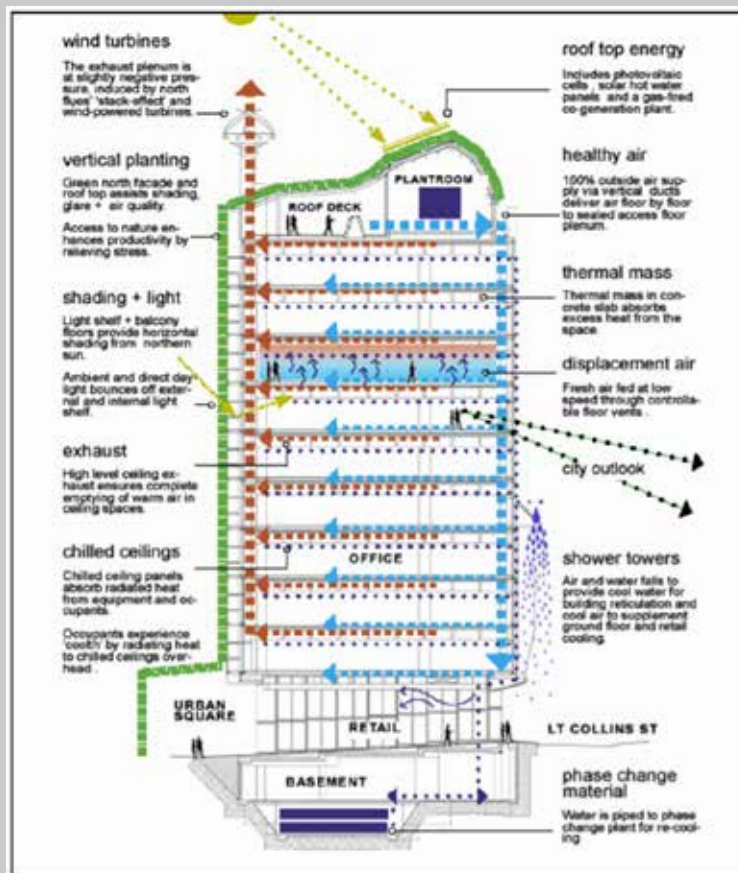 wind turbines
The exhaust plenum is
at slightly negative pres-
sure, induced by north
flues' 'stack-effect' and
wind-powered turbines.
vertical planting
Green north facade and
roof top assists shading,
glare + air quality.
Access to nature en-
hances productivity by
relieving stress.
shading + light
Light shelf + balcony
floors provide horizontal
shading from northern
sun.
Ambient and direct day-
light bounces off exter-
nal and internal light
shelf.
exhaust
High level ceiling ex-
haust ensures complete
emptying of warm air in
ceiling spaces.
chilled ceilings
Chilled ceiling panels
absorb radiated heat
from equipment and oc-
cupants.
Occupants experience
'coolth' by radiating heat
to chilled ceilings over-
head .
PLANTROOM
ROOF DECK
OFFICE
URBAN
SQUARE
RETAIL
LT COLLINS ST
BASEMENT
roof top energy
Includes photovoltaic
cells , solar hot water
panels and a gas-fired
co-generation plant.
healthy air
100% outside air sup-
ply via vertical ducts
deliver air floor by floor
to sealed access floor
plenum.
thermal mass
Thermal mass in con-
crete slab absorbs
excess heat from the
space.
displacement air
Fresh air fed at low
speed through controlla-
ble floor vents .
city outlook
shower towers
Air and water falls to
provide cool water for
building reticulation and
cool air to supplement
ground floor and retail
cooling.
phase change
material
Water is piped to phase
change plant for re-cool-
ing